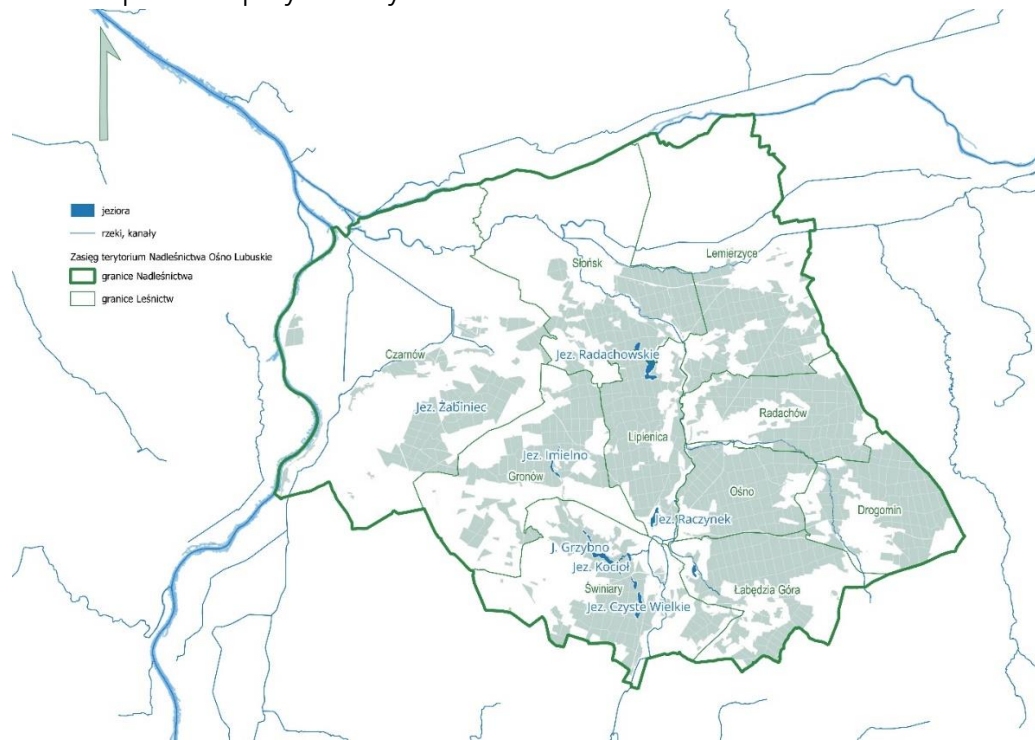 jeziora
rzeki, kanały
Zasięg terytorium Nadleśnictwa Ośno Lubuskie
granice Nadleśnictwa
granice Leśnictw
Lemierzyce
Słońsk
Jez. Radachowskie
Czarnów
Jez. Żabiniec
Radachów
Lipienica
Jez. Imielno
Gronów
Ośno
Drogomin
Jez. Raczynek
J. Grzybno
Jez. Kocioł
Świniary
Łabędzia Góra
Jez. Czyste Wielkie